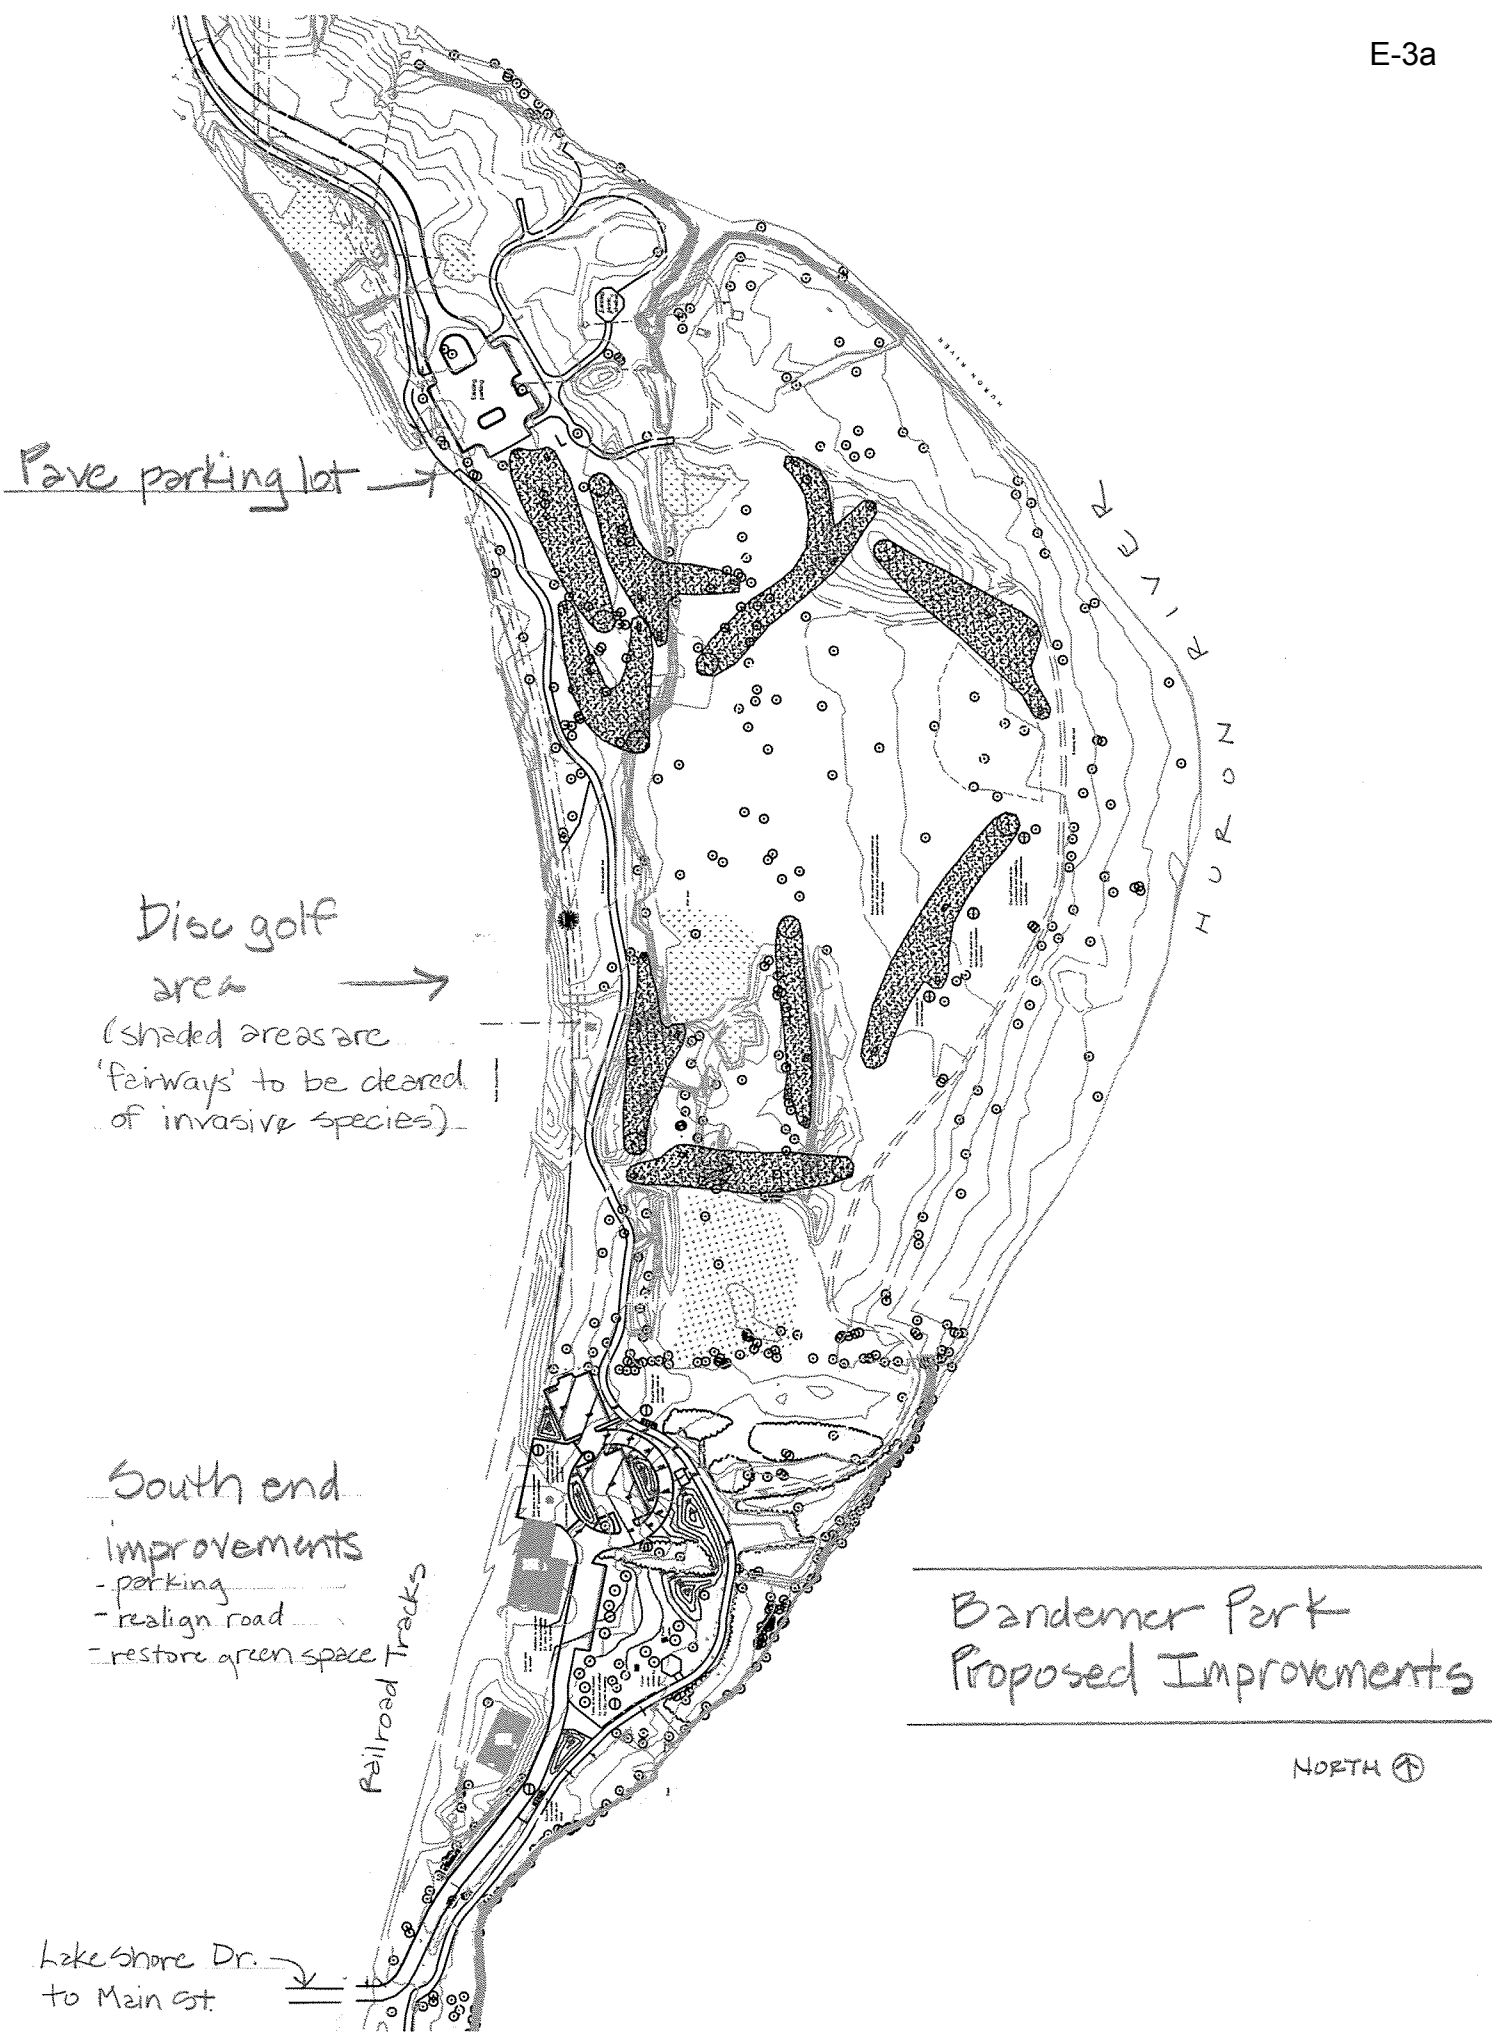 E-3a
HURON RIVER
Pave parking lot
HURON RIVER
Disc golf
area
(shaded areas are
'fairways' to be cleared
of invasive species)
South end
improvements
- parking
- realign road
- restore green space
Railroad Tracks
Bandemer Park
Proposed Improvements
NORTH
Lakeshore Dr.
to Main St.